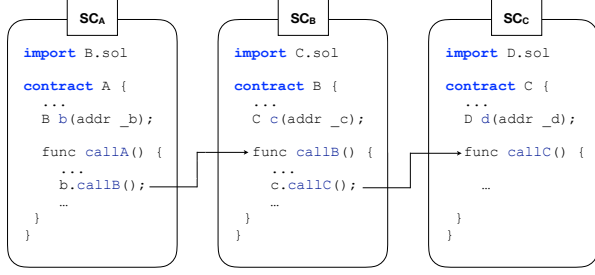 SCA
import B.sol
contract A {
...
B b(addr _b);
func callA() {
...
b.callB();
…
}
}
SCB
import C.sol
contract B {
...
C c(addr _c);
func callB() {
...
c.callC();
…
}
}
SCC
import D.sol
contract C {
...
D d(addr _d);
func callC() {
…
}
}